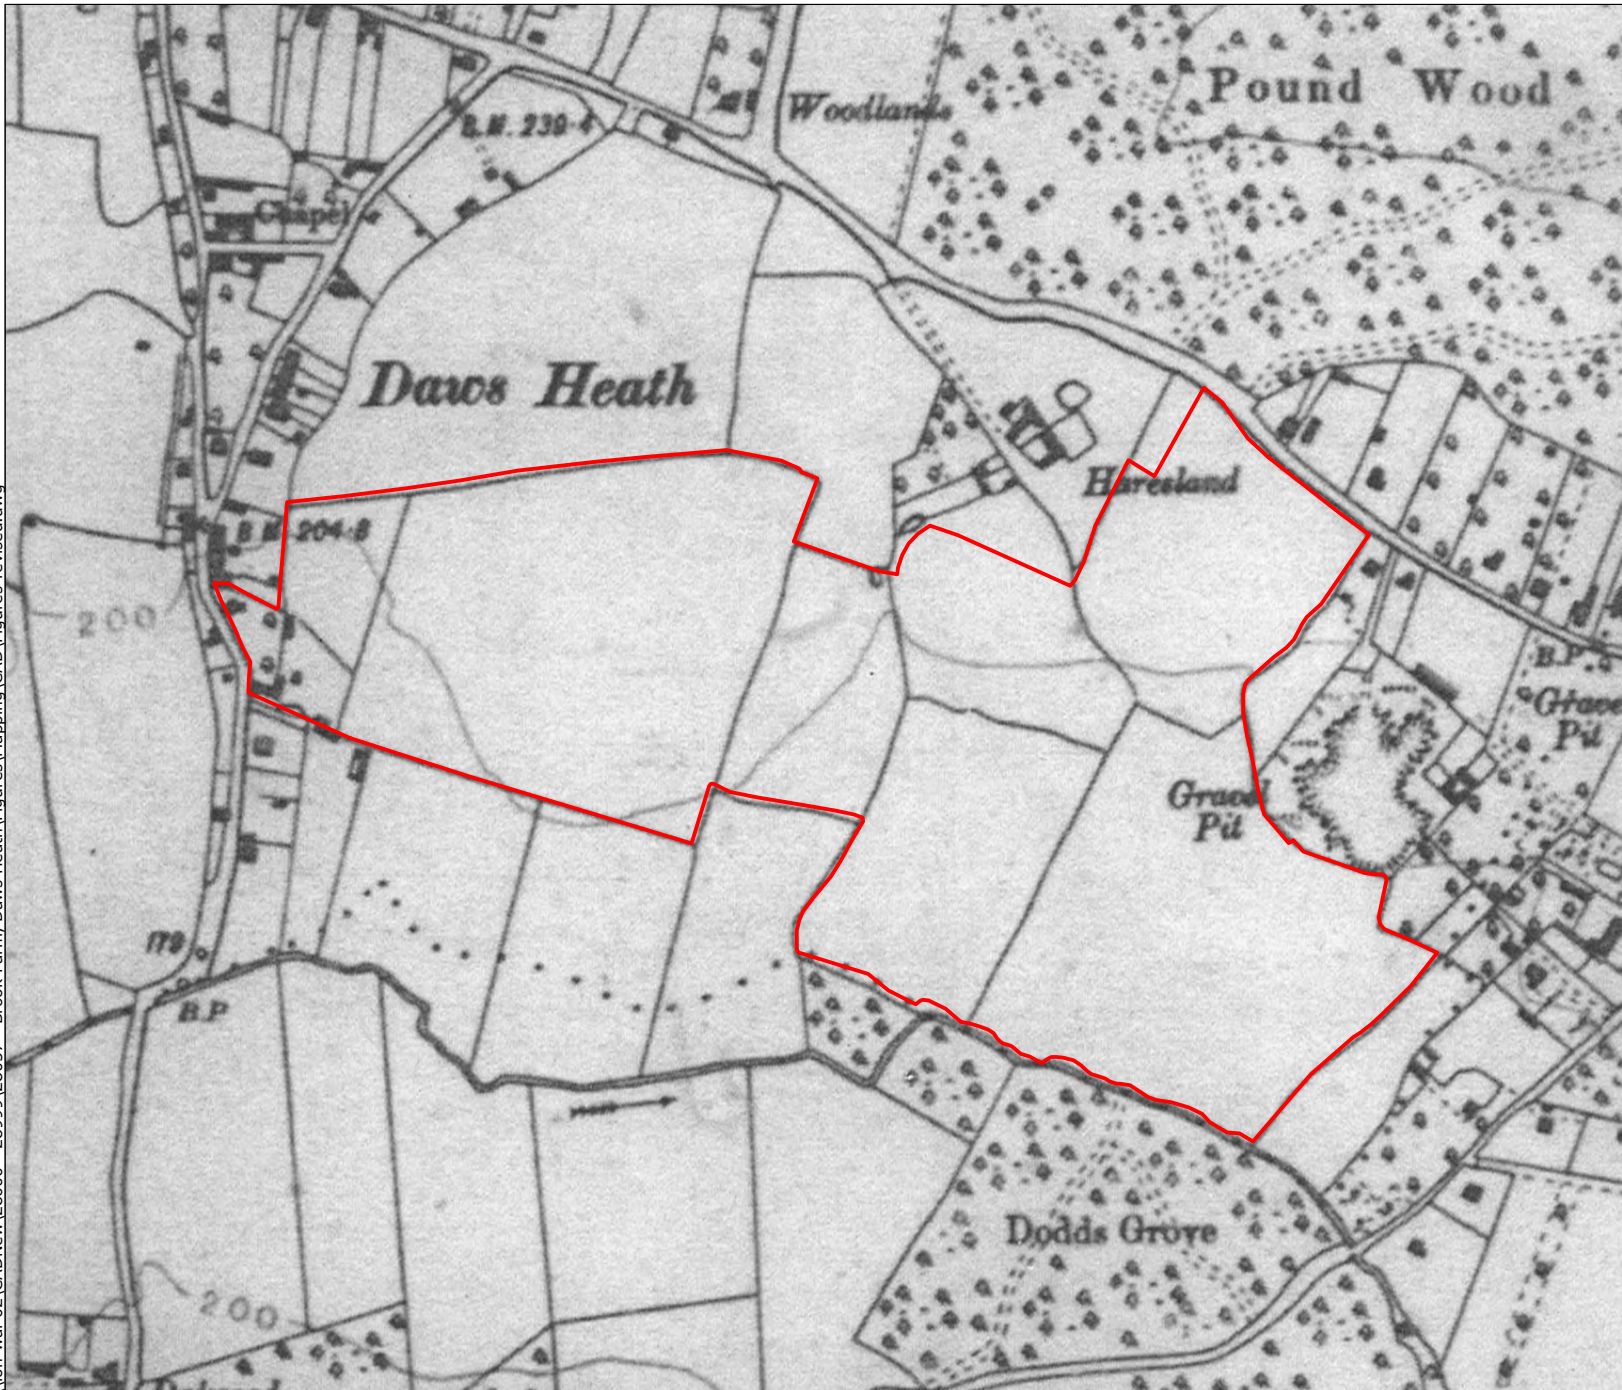 Pound Wood
Woodlands
B.M. 239·4
Chapel
Daws Heath
Haresland
B.M. 204·8
200
B.P.
Gravel
Pit
Gravel
Pit
179
B.P
Dodds Grove
200